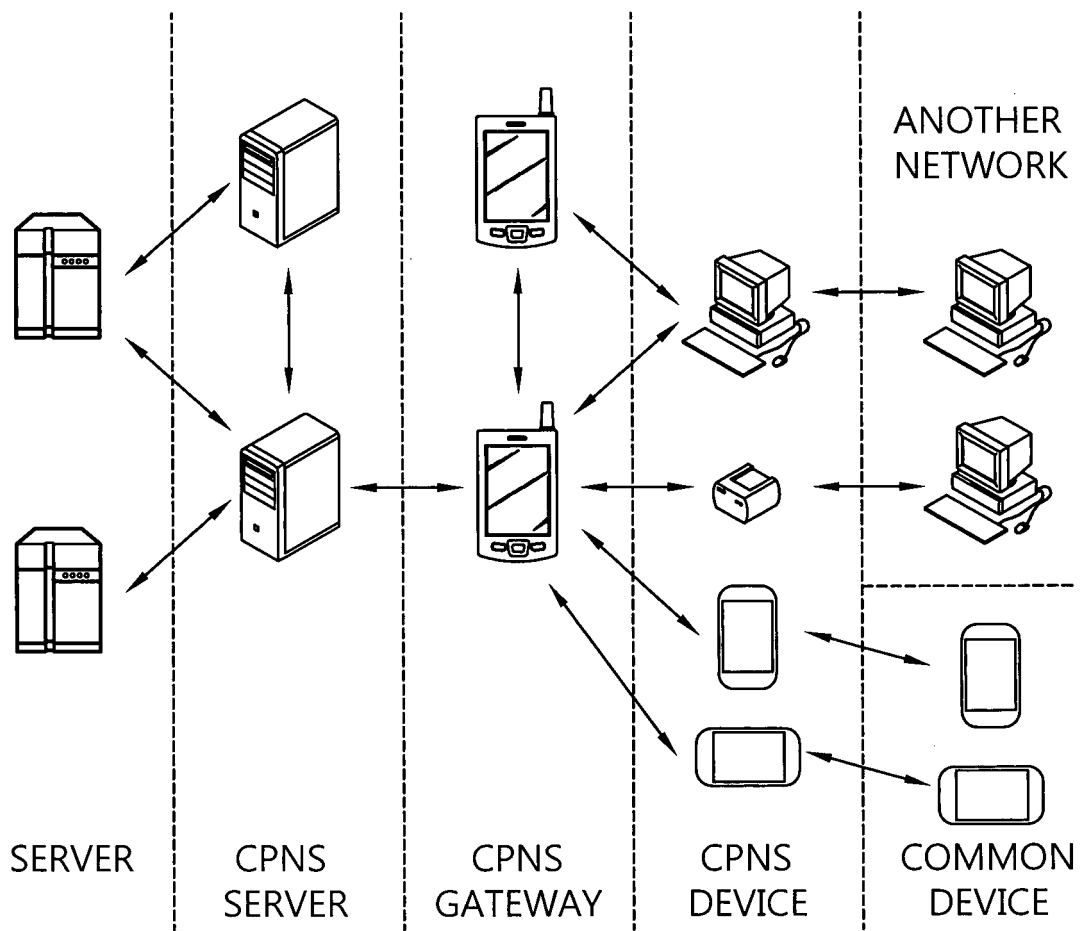 ANOTHER
NETWORK
SERVER
CPNS
SERVER
CPNS
GATEWAY
CPNS
DEVICE
COMMON
DEVICE